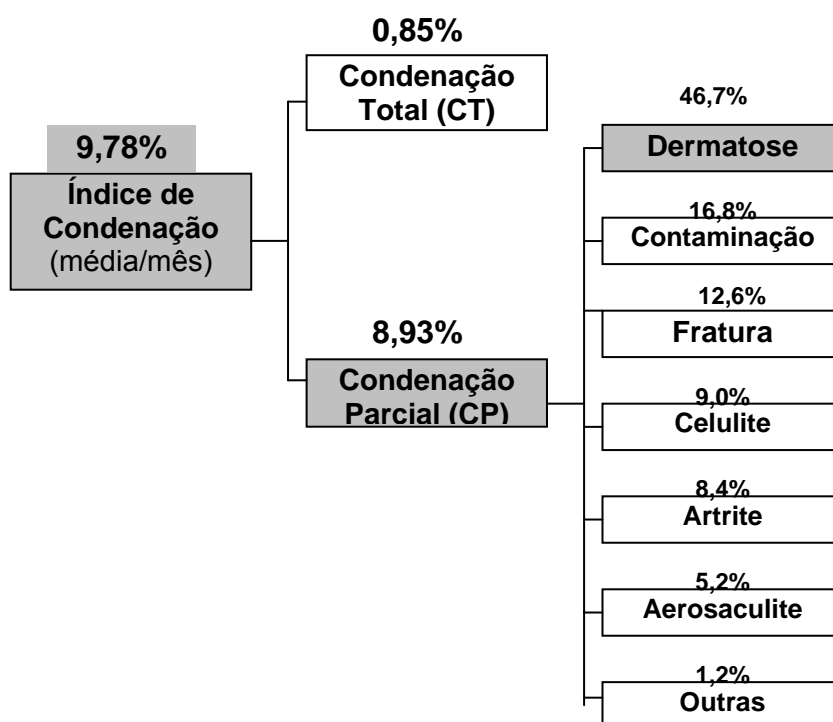 0,85%
Condenação
Total (CT)
9,78%
Índice de
Condenação
(média/mês)
8,93%
Condenação
Parcial (CP)
46,7%
Dermatose
16,8%
Contaminação
12,6%
Fratura
9,0%
Celulite
8,4%
Artrite
5,2%
Aerosaculite
1,2%
Outras